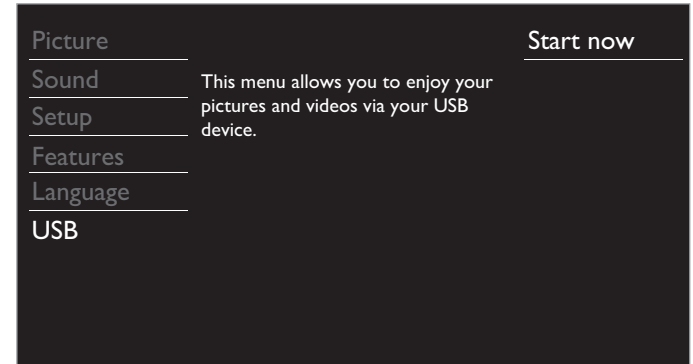 Picture
Sound
Setup
Features
Language
USB
This menu allows you to enjoy your
pictures and videos via your USB
device.
Start now